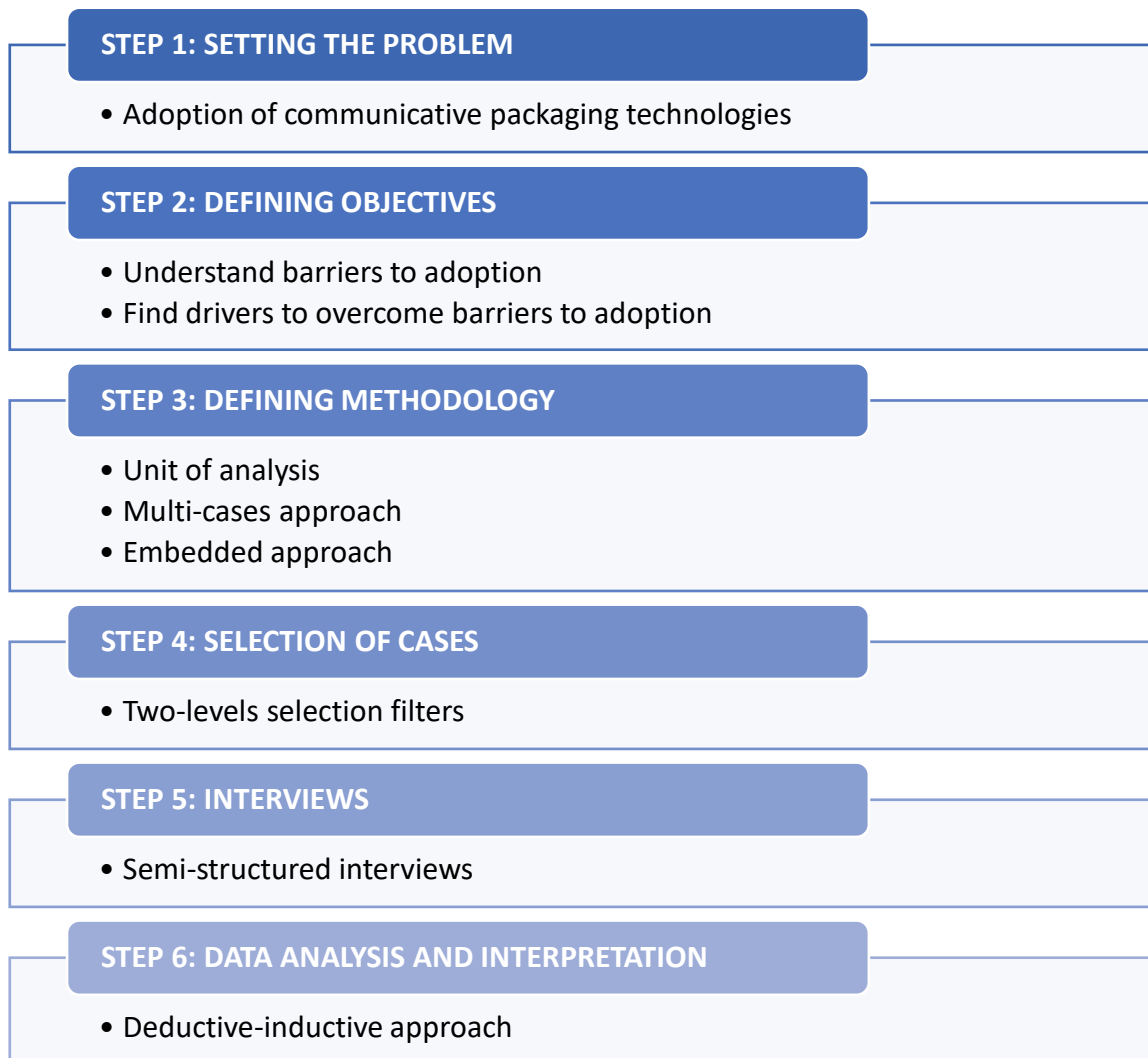 STEP 1: SETTING THE PROBLEM
• Adoption of communicative packaging technologies
STEP 2: DEFINING OBJECTIVES
• Understand barriers to adoption
• Find drivers to overcome barriers to adoption
STEP 3: DEFINING METHODOLOGY
• Unit of analysis
• Multi-cases approach
• Embedded approach
STEP 4: SELECTION OF CASES
• Two-levels selection filters
STEP 5: INTERVIEWS
• Semi-structured interviews
STEP 6: DATA ANALYSIS AND INTERPRETATION
• Deductive-inductive approach